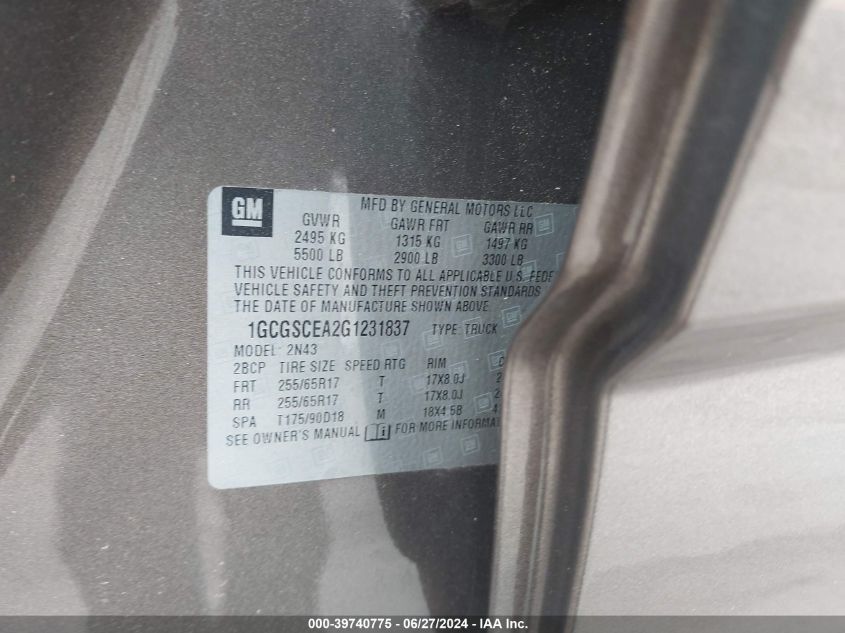 GM
MFD BY GENERAL MOTORS LLC
GVWR GAWR FRT GAWR RR
2495 KG 1315 KG 1497 KG
5500 LB 2900 LB 3300 LB
THIS VEHICLE CONFORMS TO ALL APPLICABLE U.S. FEDE
VEHICLE SAFETY AND THEFT PREVENTION STANDARDS
THE DATE OF MANUFACTURE SHOWN ABOVE.
1GCGSCEA2G1231837 TYPE: TRUCK
MODEL: 2N43
2BCP TIRE SIZE SPEED RTG RIM
FRT 255/65R17 T 17X8.0J 2
RR 255/65R17 T 17X8.0J 2
SPA T175/90D18 M 18X4.5B 4
SEE OWNER'S MANUAL FOR MORE INFORMAT
000-39740775 - 06/27/2024 - IAA Inc.